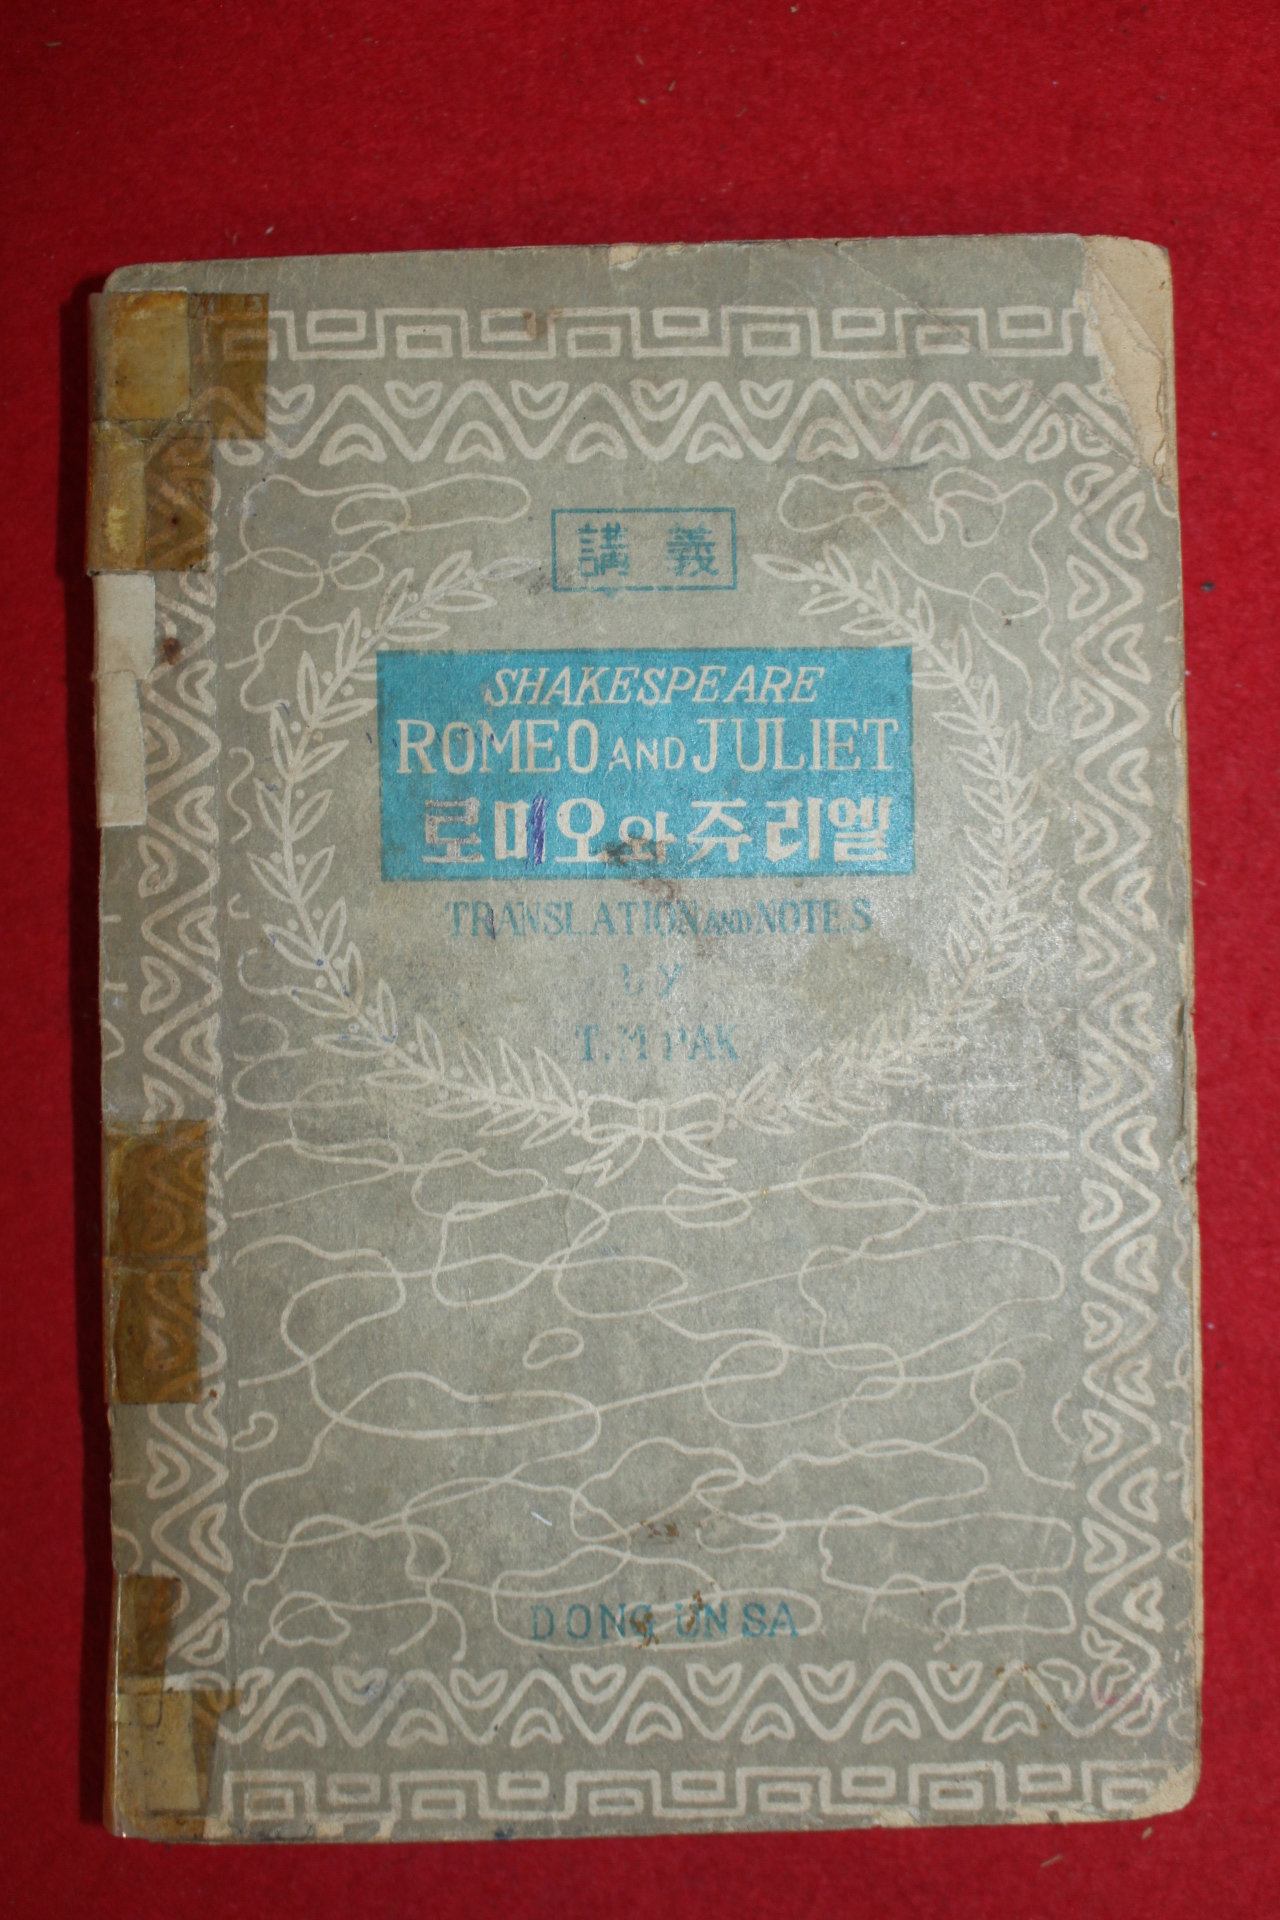 講義
SHAKESPEARE
ROMEO AND JULIET
로미오와 쥬리엘
TRANSLATION AND NOTES
by
T. M PAK
DONG UN SA